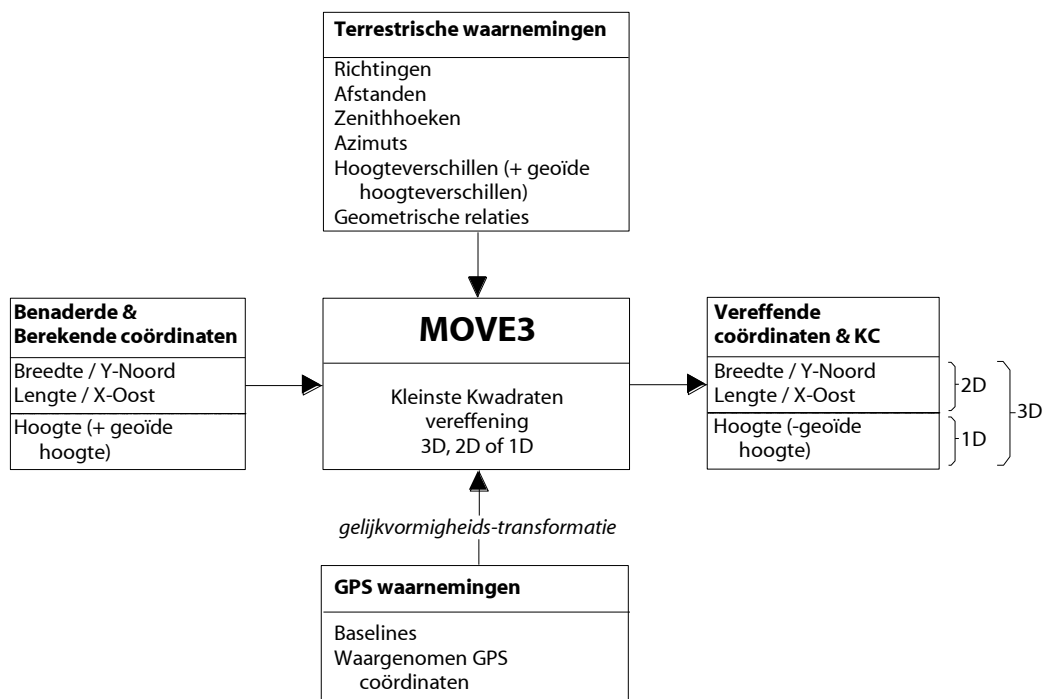 Terrestrische waarnemingen
Richtingen
Afstanden
Zenithhoeken
Azimuts
Hoogteverschillen (+ geoïde
hoogteverschillen)
Geometrische relaties
Benaderde &
Berekende coördinaten
Breedte / Y-Noord
Lengte / X-Oost
Hoogte (+ geoïde
hoogte)
MOVE3
Kleinste Kwadraten
vereffening
3D, 2D of 1D
Vereffende
coördinaten & KC
Breedte / Y-Noord
Lengte / X-Oost
Hoogte (-geoïde
hoogte)
2D
1D
3D
gelijkvormigheids-transformatie
GPS waarnemingen
Baselines
Waargenomen GPS
coördinaten